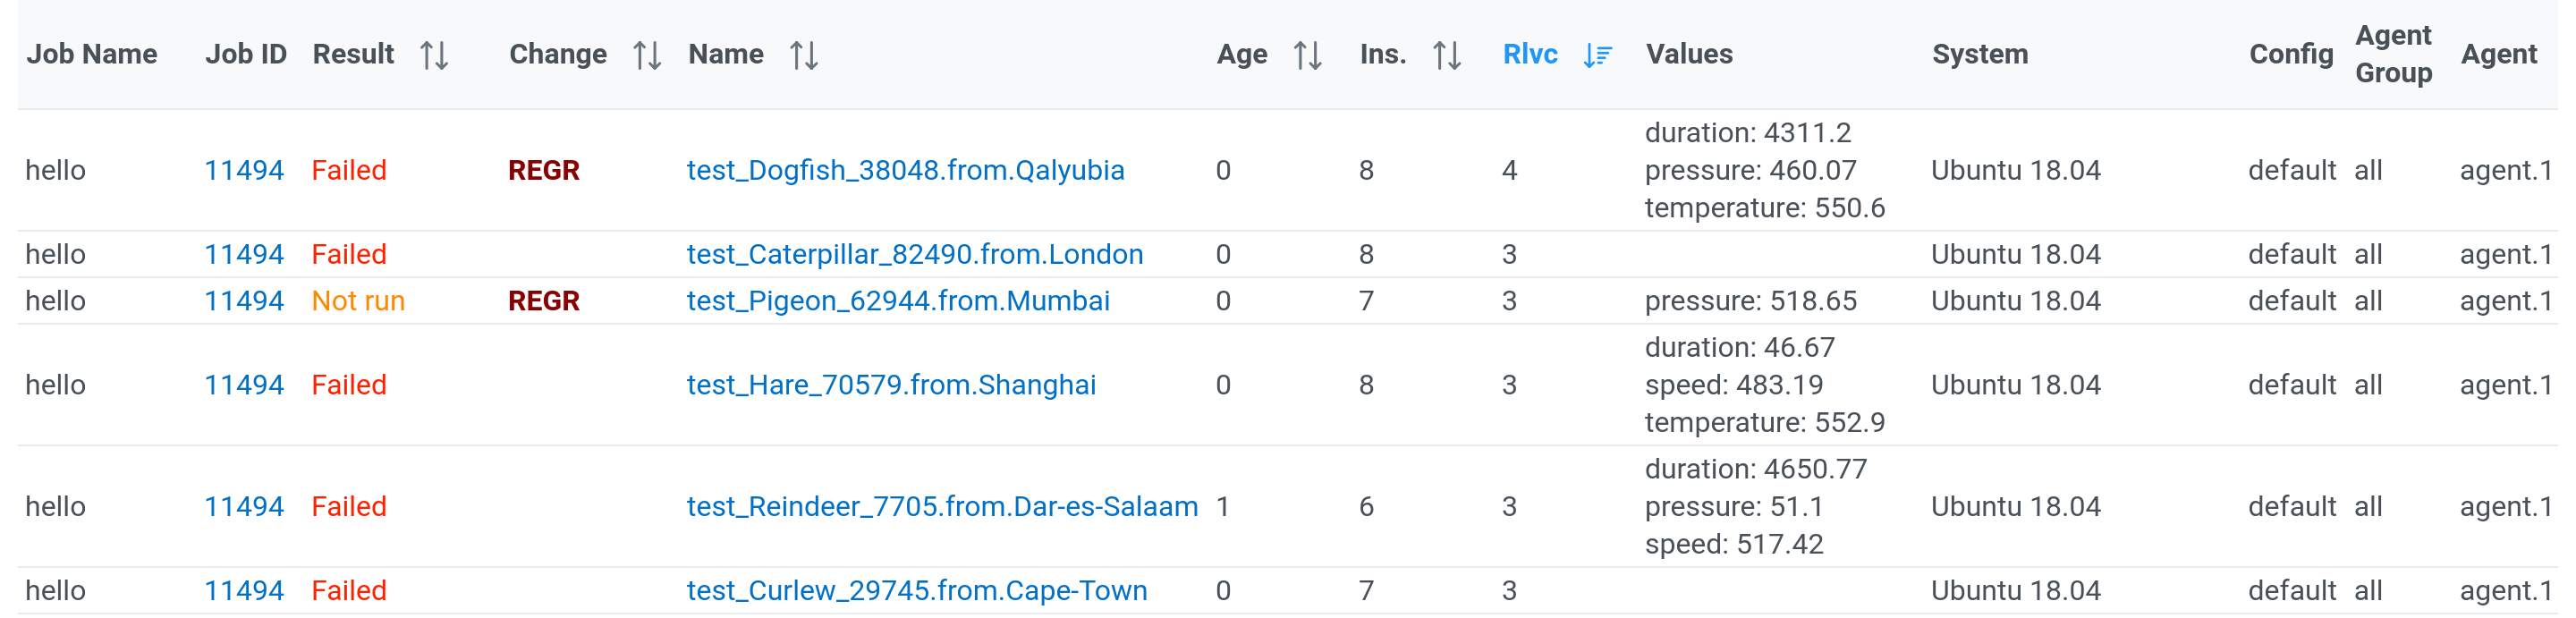 Job Name Job ID Result Change Name Age Ins. Rlvc Values System Config Agent Group Agent
hello 11494 Failed REGR test_Dogfish_38048.from.Qalyubia 0 8 4 duration: 4311.2
pressure: 460.07
temperature: 550.6 Ubuntu 18.04 default all agent.1
hello 11494 Failed test_Caterpillar_82490.from.London 0 8 3 Ubuntu 18.04 default all agent.1
hello 11494 Not run REGR test_Pigeon_62944.from.Mumbai 0 7 3 pressure: 518.65 Ubuntu 18.04 default all agent.1
hello 11494 Failed test_Hare_70579.from.Shanghai 0 8 3 duration: 46.67
speed: 483.19
temperature: 552.9 Ubuntu 18.04 default all agent.1
hello 11494 Failed test_Reindeer_7705.from.Dar-es-Salaam 1 6 3 duration: 4650.77
pressure: 51.1
speed: 517.42 Ubuntu 18.04 default all agent.1
hello 11494 Failed test_Curlew_29745.from.Cape-Town 0 7 3 Ubuntu 18.04 default all agent.1